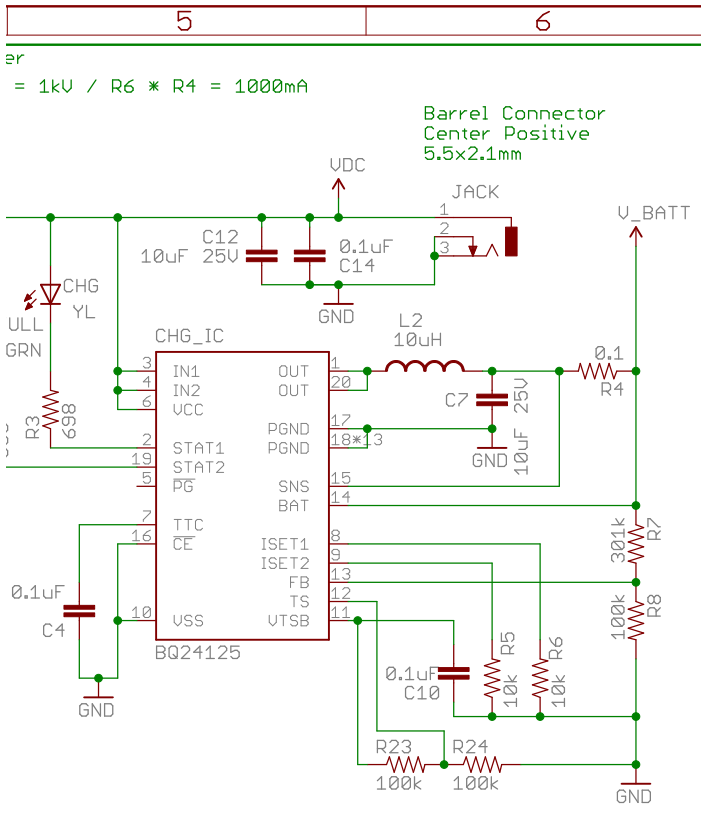 5 6
er
= 1kV / R6 * R4 = 1000mA
Barrel Connector
Center Positive
5.5x2.1mm
VDC
JACK
1
2
3
V_BATT
C12
10uF 25V
0.1uF
C14
GND
CHG
YL
ULL
GRN
R3
698
CHG_IC
3 IN1
4 IN2
6 VCC
2 STAT1
19 STAT2
5 PG
7 TTC
16 CE
10 VSS
OUT 1
OUT 20
PGND 17
PGND 18*13
SNS 15
BAT 14
ISET1 8
ISET2 9
FB 13
TS 12
VTSB 11
BQ24125
L2
10uH
C7
25V
10uF
GND
0.1
R4
301k
R7
100k
R8
0.1uF
C4
GND
0.1uF
C10
R5
10k
R6
10k
R23
100k
R24
100k
GND